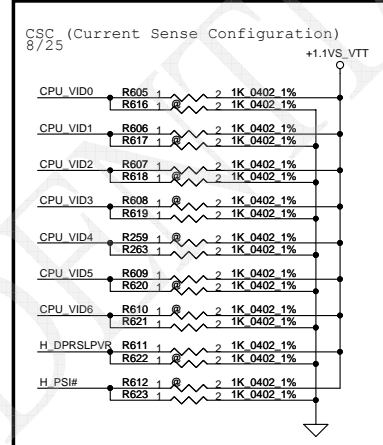 CSC (Current Sense Configuration)
8/25
+1.1VS_VTT
CPU_VID0 R605 1 2 1K_0402_1%
R616 1 @ 2 1K_0402_1%
CPU_VID1 R606 1 2 1K_0402_1%
R617 1 @ 2 1K_0402_1%
CPU_VID2 R607 1 2 1K_0402_1%
R618 1 @ 2 1K_0402_1%
CPU_VID3 R608 1 @ 2 1K_0402_1%
R619 1 2 1K_0402_1%
CPU_VID4 R259 1 @ 2 1K_0402_1%
R263 1 2 1K_0402_1%
CPU_VID5 R609 1 2 1K_0402_1%
R620 1 @ 2 1K_0402_1%
CPU_VID6 R610 1 @ 2 1K_0402_1%
R621 1 2 1K_0402_1%
H_DPRSLPVR R611 1 2 1K_0402_1%
R622 1 @ 2 1K_0402_1%
H_PSI# R612 1 @ 2 1K_0402_1%
R623 1 2 1K_0402_1%